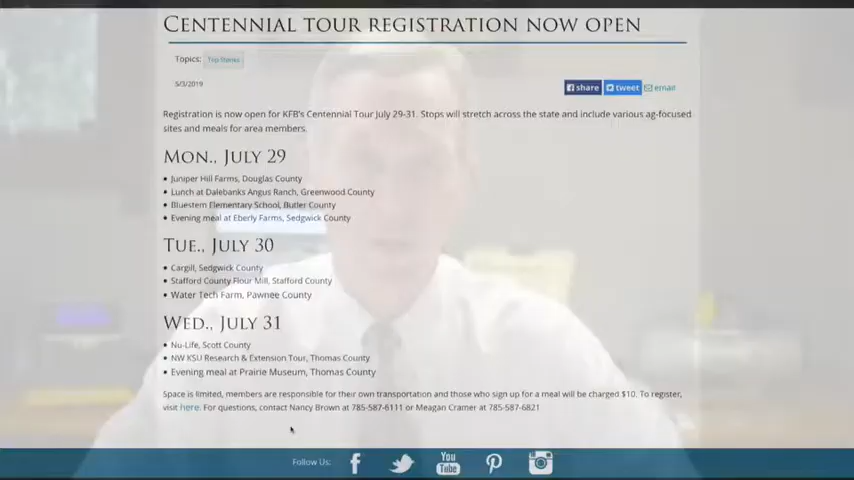 CENTENNIAL TOUR REGISTRATION NOW OPEN
Topics: Top Banks
5/3/2019
share tweet email
Registration is now open for KFB's Centennial Tour July 29-31. Stops will stretch across the state and include various ag-focused
sites and meals for area members.
MON., JULY 29
• Juniper Hill Farms, Douglas County
• Lunch at Dalebanks Angus Ranch, Greenwood County
• Bluestem Elementary School, Butler County
• Evening meal at Eberly Farms, Sedgwick County
TUE., JULY 30
• Cargill, Sedgwick County
• Stafford County Flour Mill, Stafford County
• Water Tech Farm, Pawnee County
WED., JULY 31
• Nu-Life, Scott County
• NW KSU Research & Extension Tour, Thomas County
• Evening meal at Prairie Museum, Thomas County
Space is limited, members are responsible for their own transportation and those who sign up for a meal will be charged $10. To register,
visit here. For questions, contact Nancy Brown at 785-587-6111 or Meagan Cramer at 785-587-6821
Follow Us: You Tube